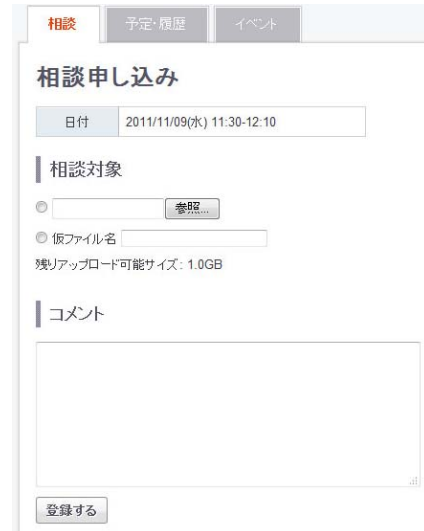 相談 予定・履歴 イベント
相談申し込み
日付 2011/11/09(水) 11:30-12:10
相談対象
参照...
仮ファイル名
残りアップロード可能サイズ: 1.0GB
コメント
登録する